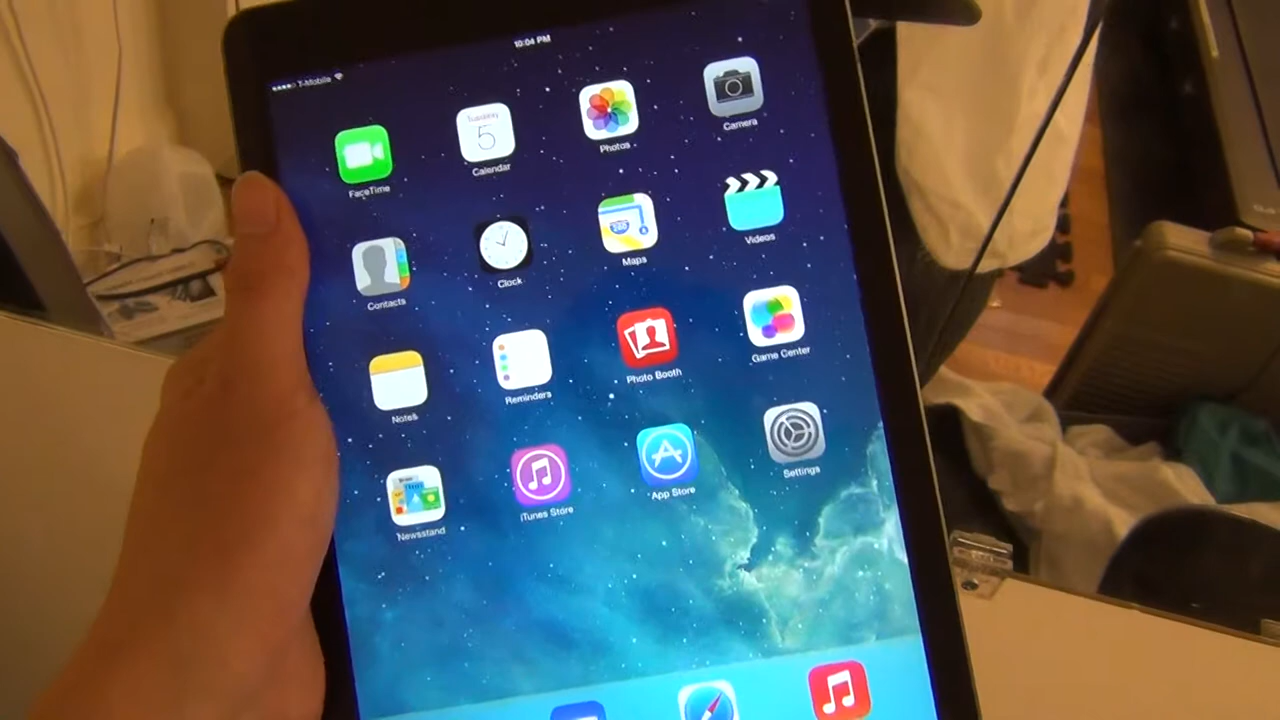 10:04 PM
T-Mobile
FaceTime
Tuesday
5
Calendar
Photos
Camera
Contacts
Clock
Maps
280
Videos
Notes
Reminders
Photo Booth
Game Center
Newsstand
iTunes Store
App Store
Settings